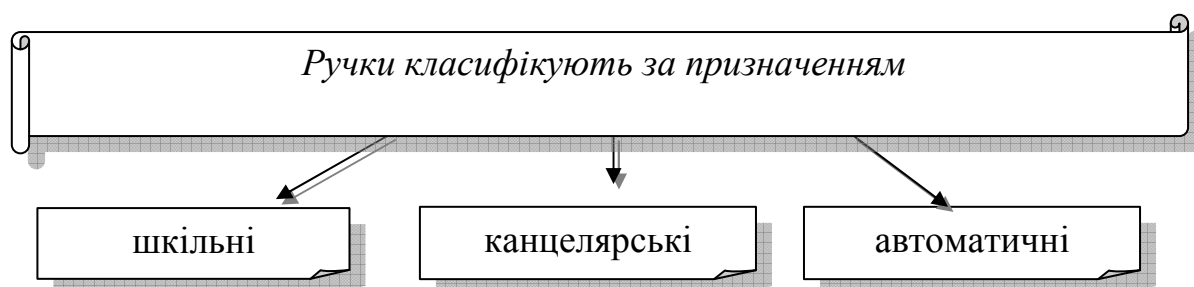 Ручки класифікують за призначенням
шкільні
канцелярські
автоматичні